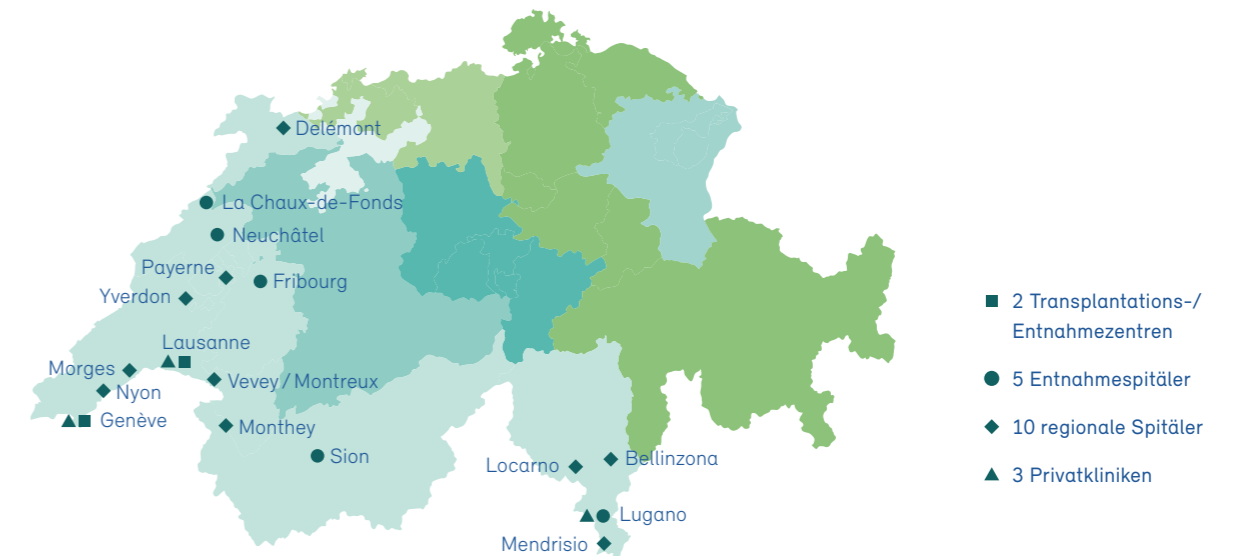 Delémont
La Chaux-de-Fonds
Neuchâtel
Payerne
Fribourg
Yverdon
Lausanne
Morges
Vevey / Montreux
Nyon
Genève
Monthey
Sion
Locarno
Bellinzona
Lugano
Mendrisio
2 Transplantations-/
Entnahmezentren
5 Entnahmespitäler
10 regionale Spitäler
3 Privatkliniken